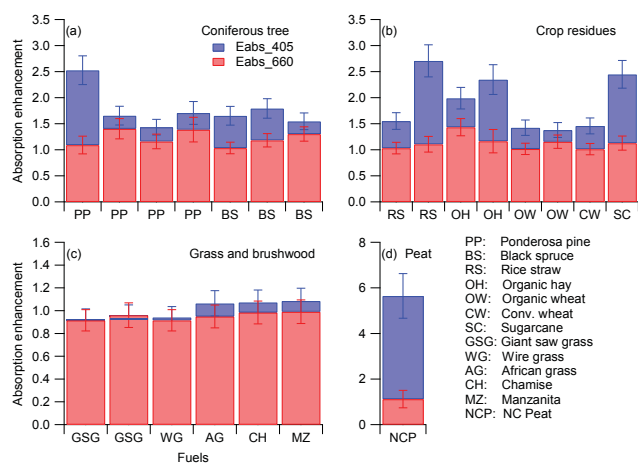 (a) Coniferous tree
Eabs_405
Eabs_660
Absorption enhancement
3.5
3.0
2.5
2.0
1.5
1.0
0.5
0.0
PP PP PP PP BS BS BS
(b) Crop residues
3.5
3.0
2.5
2.0
1.5
1.0
0.5
0.0
RS RS OH OH OW OW CW SC
(c) Grass and brushwood
Absorption enhancement
1.6
1.4
1.2
1.0
0.8
0.6
0.4
0.2
0.0
GSG GSG WG AG CH MZ
Fuels
(d) Peat
8
6
4
2
0
NCP
PP: Ponderosa pine
BS: Black spruce
RS: Rice straw
OH: Organic hay
OW: Organic wheat
CW: Conv. wheat
SC: Sugarcane
GSG: Giant saw grass
WG: Wire grass
AG: African grass
CH: Chamise
MZ: Manzanita
NCP: NC Peat